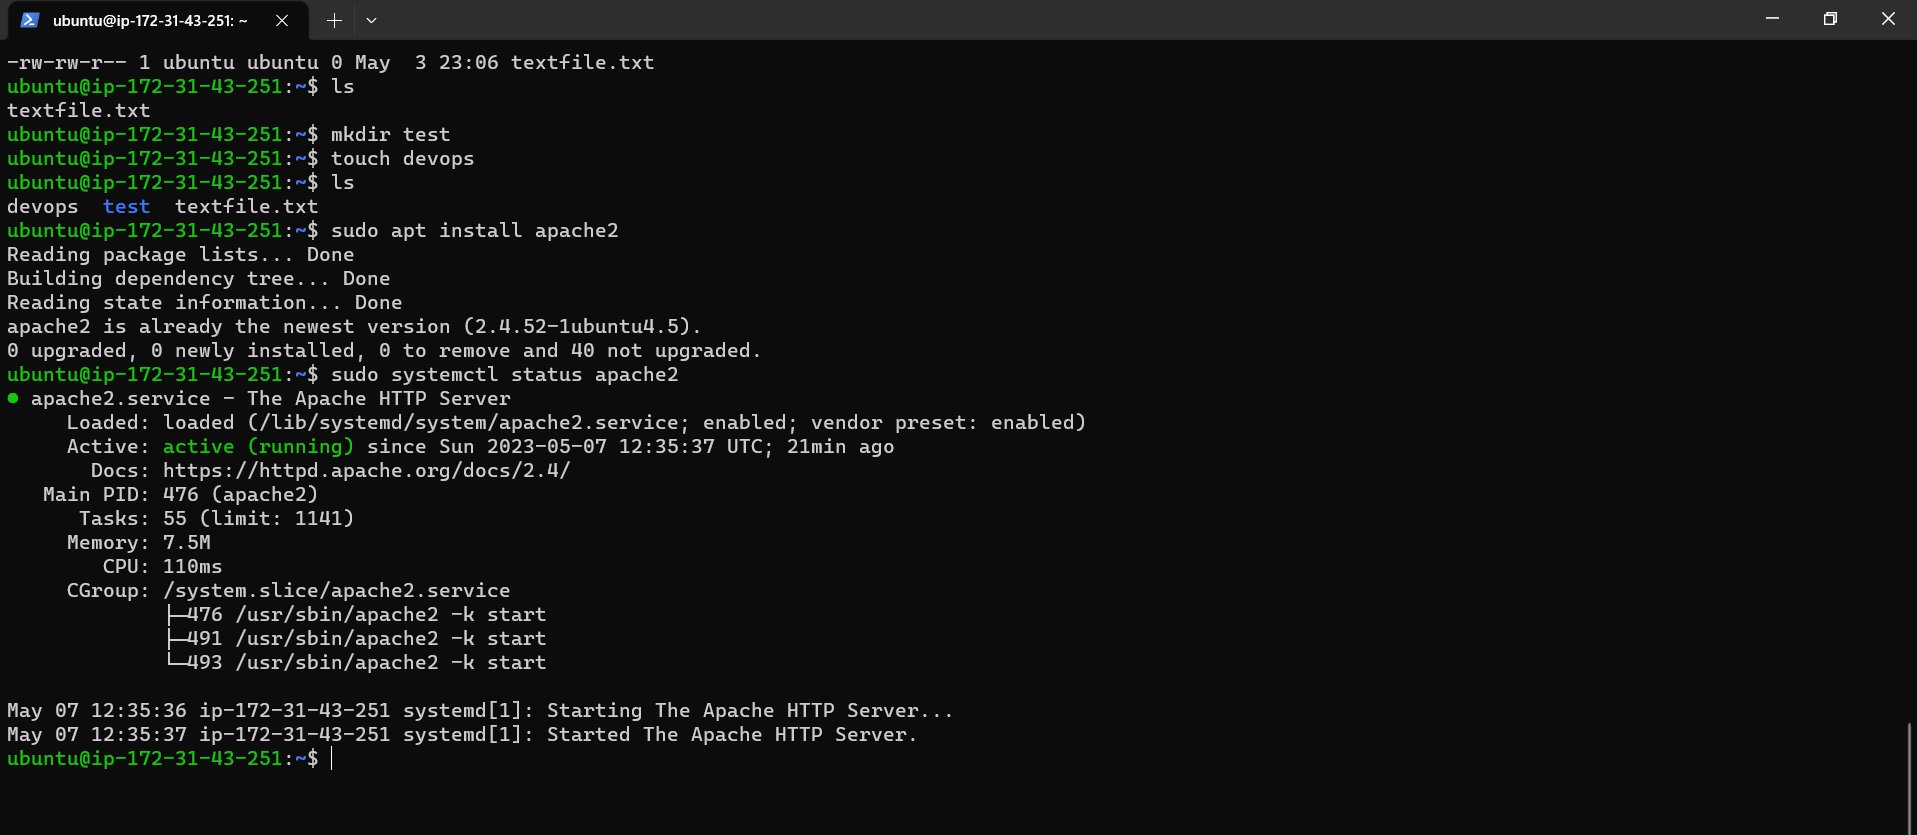 ubuntu@ip-172-31-43-251: ~
-rw-rw-r-- 1 ubuntu ubuntu 0 May  3 23:06 textfile.txt
ubuntu@ip-172-31-43-251:~$ ls
textfile.txt
ubuntu@ip-172-31-43-251:~$ mkdir test
ubuntu@ip-172-31-43-251:~$ touch devops
ubuntu@ip-172-31-43-251:~$ ls
devops  test  textfile.txt
ubuntu@ip-172-31-43-251:~$ sudo apt install apache2
Reading package lists... Done
Building dependency tree... Done
Reading state information... Done
apache2 is already the newest version (2.4.52-1ubuntu4.5).
0 upgraded, 0 newly installed, 0 to remove and 40 not upgraded.
ubuntu@ip-172-31-43-251:~$ sudo systemctl status apache2
● apache2.service - The Apache HTTP Server
     Loaded: loaded (/lib/systemd/system/apache2.service; enabled; vendor preset: enabled)
     Active: active (running) since Sun 2023-05-07 12:35:37 UTC; 21min ago
       Docs: https://httpd.apache.org/docs/2.4/
   Main PID: 476 (apache2)
      Tasks: 55 (limit: 1141)
     Memory: 7.5M
        CPU: 110ms
     CGroup: /system.slice/apache2.service
             ├─476 /usr/sbin/apache2 -k start
             ├─491 /usr/sbin/apache2 -k start
             └─493 /usr/sbin/apache2 -k start
May 07 12:35:36 ip-172-31-43-251 systemd[1]: Starting The Apache HTTP Server...
May 07 12:35:37 ip-172-31-43-251 systemd[1]: Started The Apache HTTP Server.
ubuntu@ip-172-31-43-251:~$